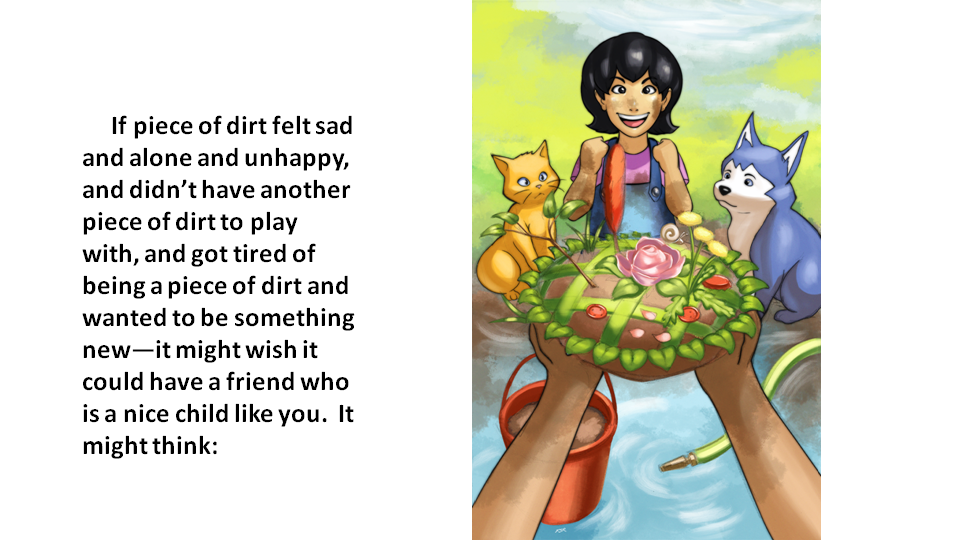 If piece of dirt felt sad
and alone and unhappy,
and didn’t have another
piece of dirt to play
with, and got tired of
being a piece of dirt and
wanted to be something
new—it might wish it
could have a friend who
is a nice child like you.  It
might think: